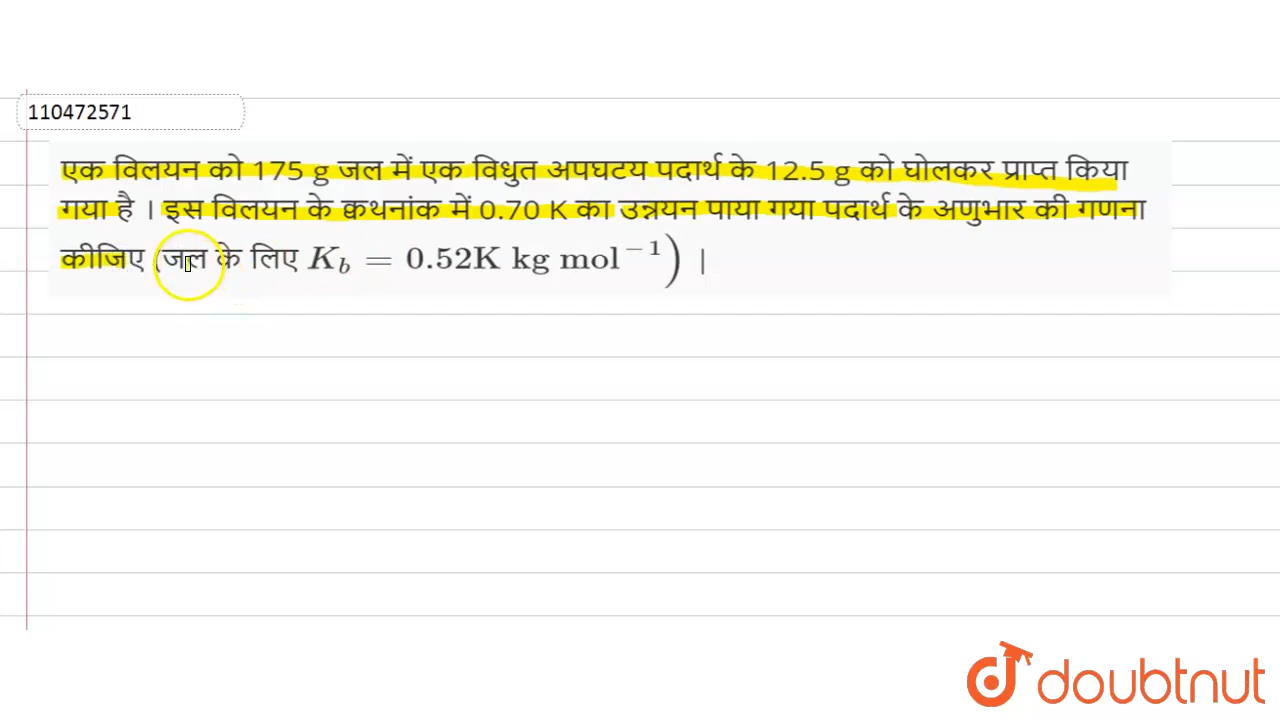 110472571
एक विलयन को 175 g जल में एक विधुत अपघटय पदार्थ के 12.5 g को घोलकर प्राप्त किया
गया है । इस विलयन के क्वथनांक में 0.70 K का उन्नयन पाया गया पदार्थ के अणुभार की गणना
कीजिए (जल के लिए K_b = 0.52K kg mol⁻¹) |
doubtnut